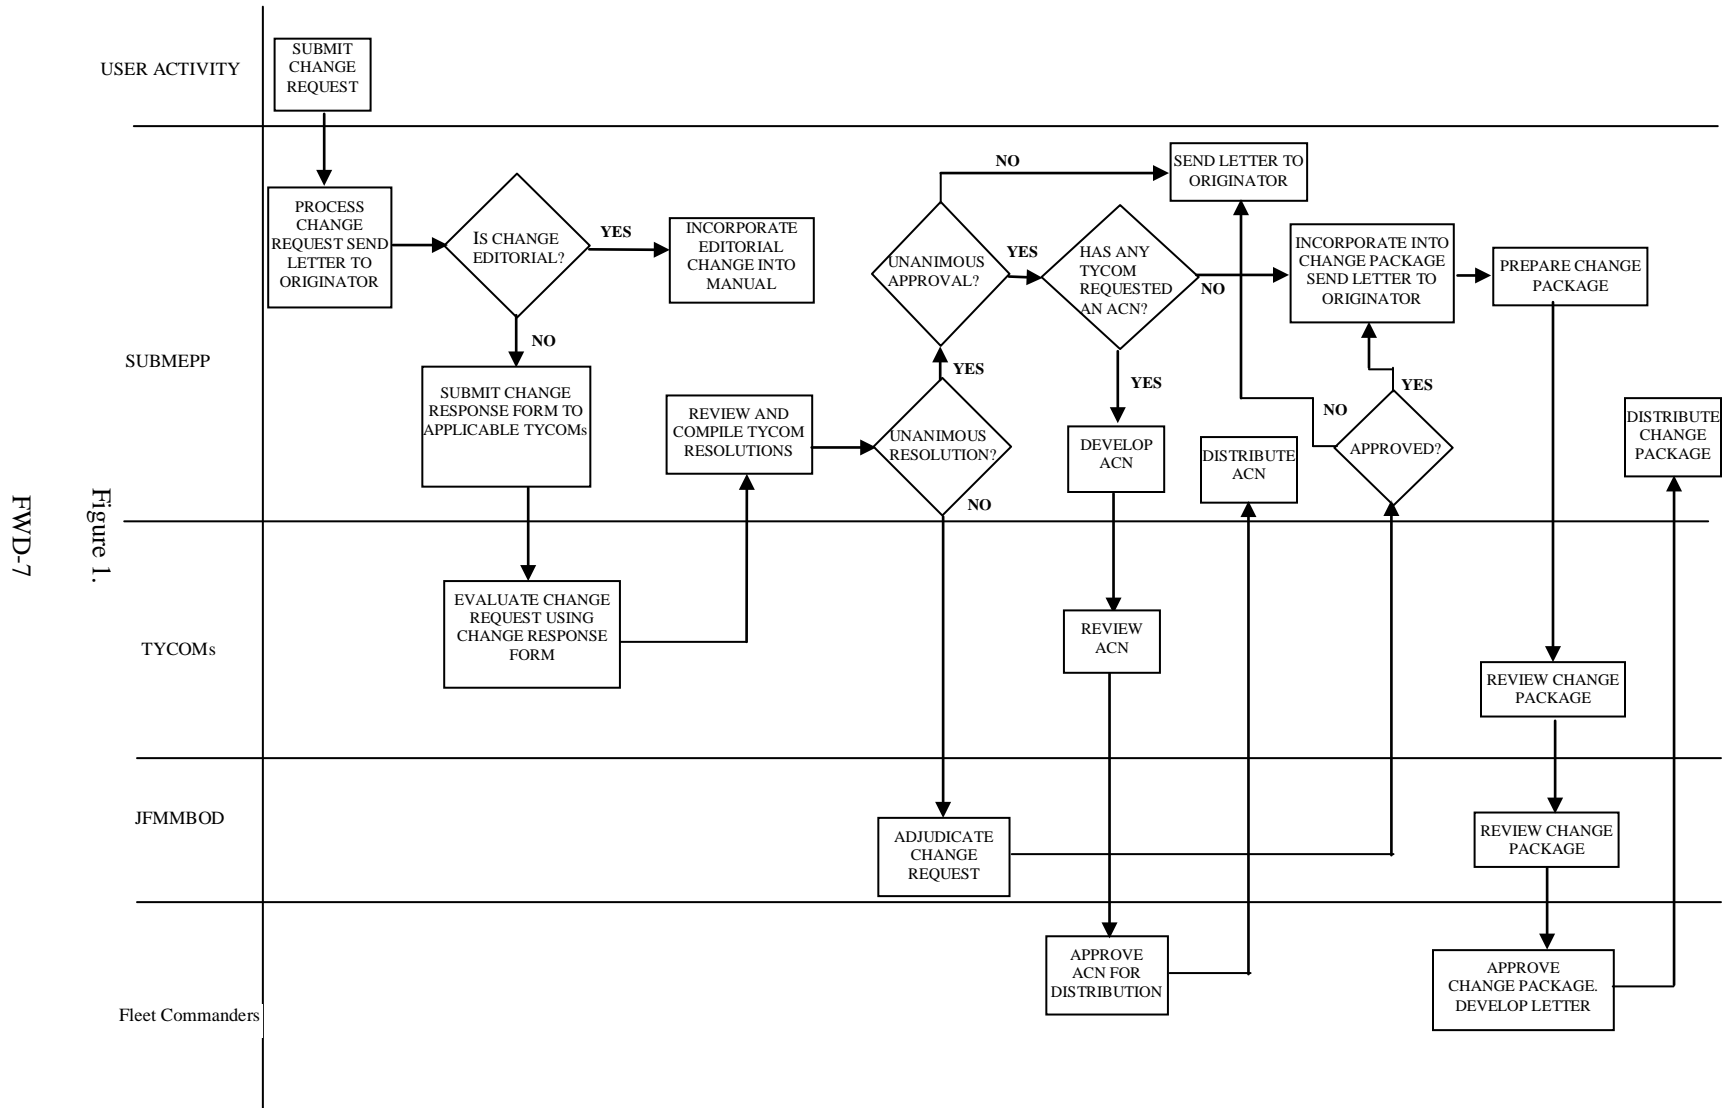 USER ACTIVITY
SUBMIT
CHANGE
REQUEST
SUBMEPP
PROCESS
CHANGE
REQUEST SEND
LETTER TO
ORIGINATOR
IS CHANGE
EDITORIAL?
YES
INCORPORATE
EDITORIAL
CHANGE INTO
MANUAL
NO
SUBMIT CHANGE
RESPONSE FORM TO
APPLICABLE TYCOMs
REVIEW AND
COMPILE TYCOM
RESOLUTIONS
UNANIMOUS
RESOLUTION?
YES
NO
UNANIMOUS
APPROVAL?
NO
YES
SEND LETTER TO
ORIGINATOR
HAS ANY
TYCOM
REQUESTED
AN ACN?
NO
YES
INCORPORATE INTO
CHANGE PACKAGE
SEND LETTER TO
ORIGINATOR
PREPARE CHANGE
PACKAGE
DEVELOP
ACN
DISTRIBUTE
ACN
NO
YES
APPROVED?
DISTRIBUTE
CHANGE
PACKAGE
TYCOMs
EVALUATE CHANGE
REQUEST USING
CHANGE RESPONSE
FORM
REVIEW
ACN
REVIEW CHANGE
PACKAGE
JFMMBOD
ADJUDICATE
CHANGE
REQUEST
REVIEW CHANGE
PACKAGE
Fleet Commanders
APPROVE
ACN FOR
DISTRIBUTION
APPROVE
CHANGE PACKAGE.
DEVELOP LETTER
Figure 1.
FWD-7